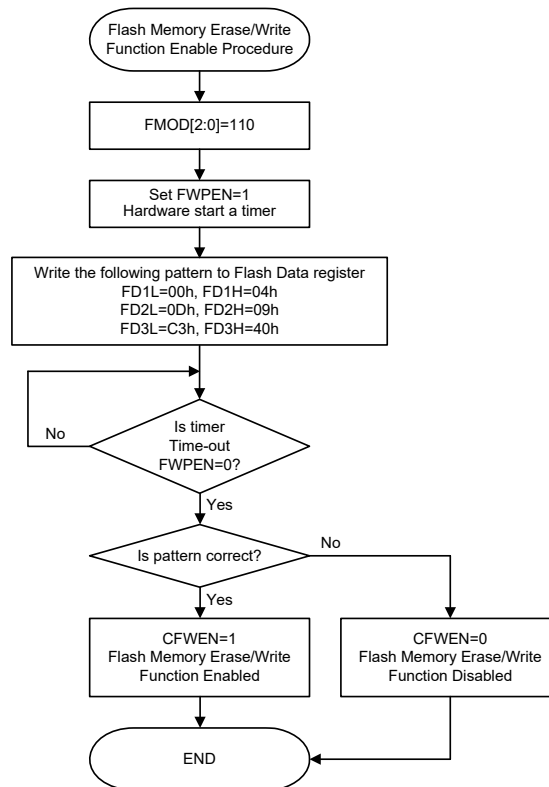 Flash Memory Erase/Write
Function Enable Procedure
FMOD[2:0]=110
Set FWPEN=1
Hardware start a timer
Write the following pattern to Flash Data register
FD1L=00h, FD1H=04h
FD2L=0Dh, FD2H=09h
FD3L=C3h, FD3H=40h
Is timer
Time-out
FWPEN=0?
No
Yes
Is pattern correct?
No
Yes
CFWEN=1
Flash Memory Erase/Write
Function Enabled
CFWEN=0
Flash Memory Erase/Write
Function Disabled
END